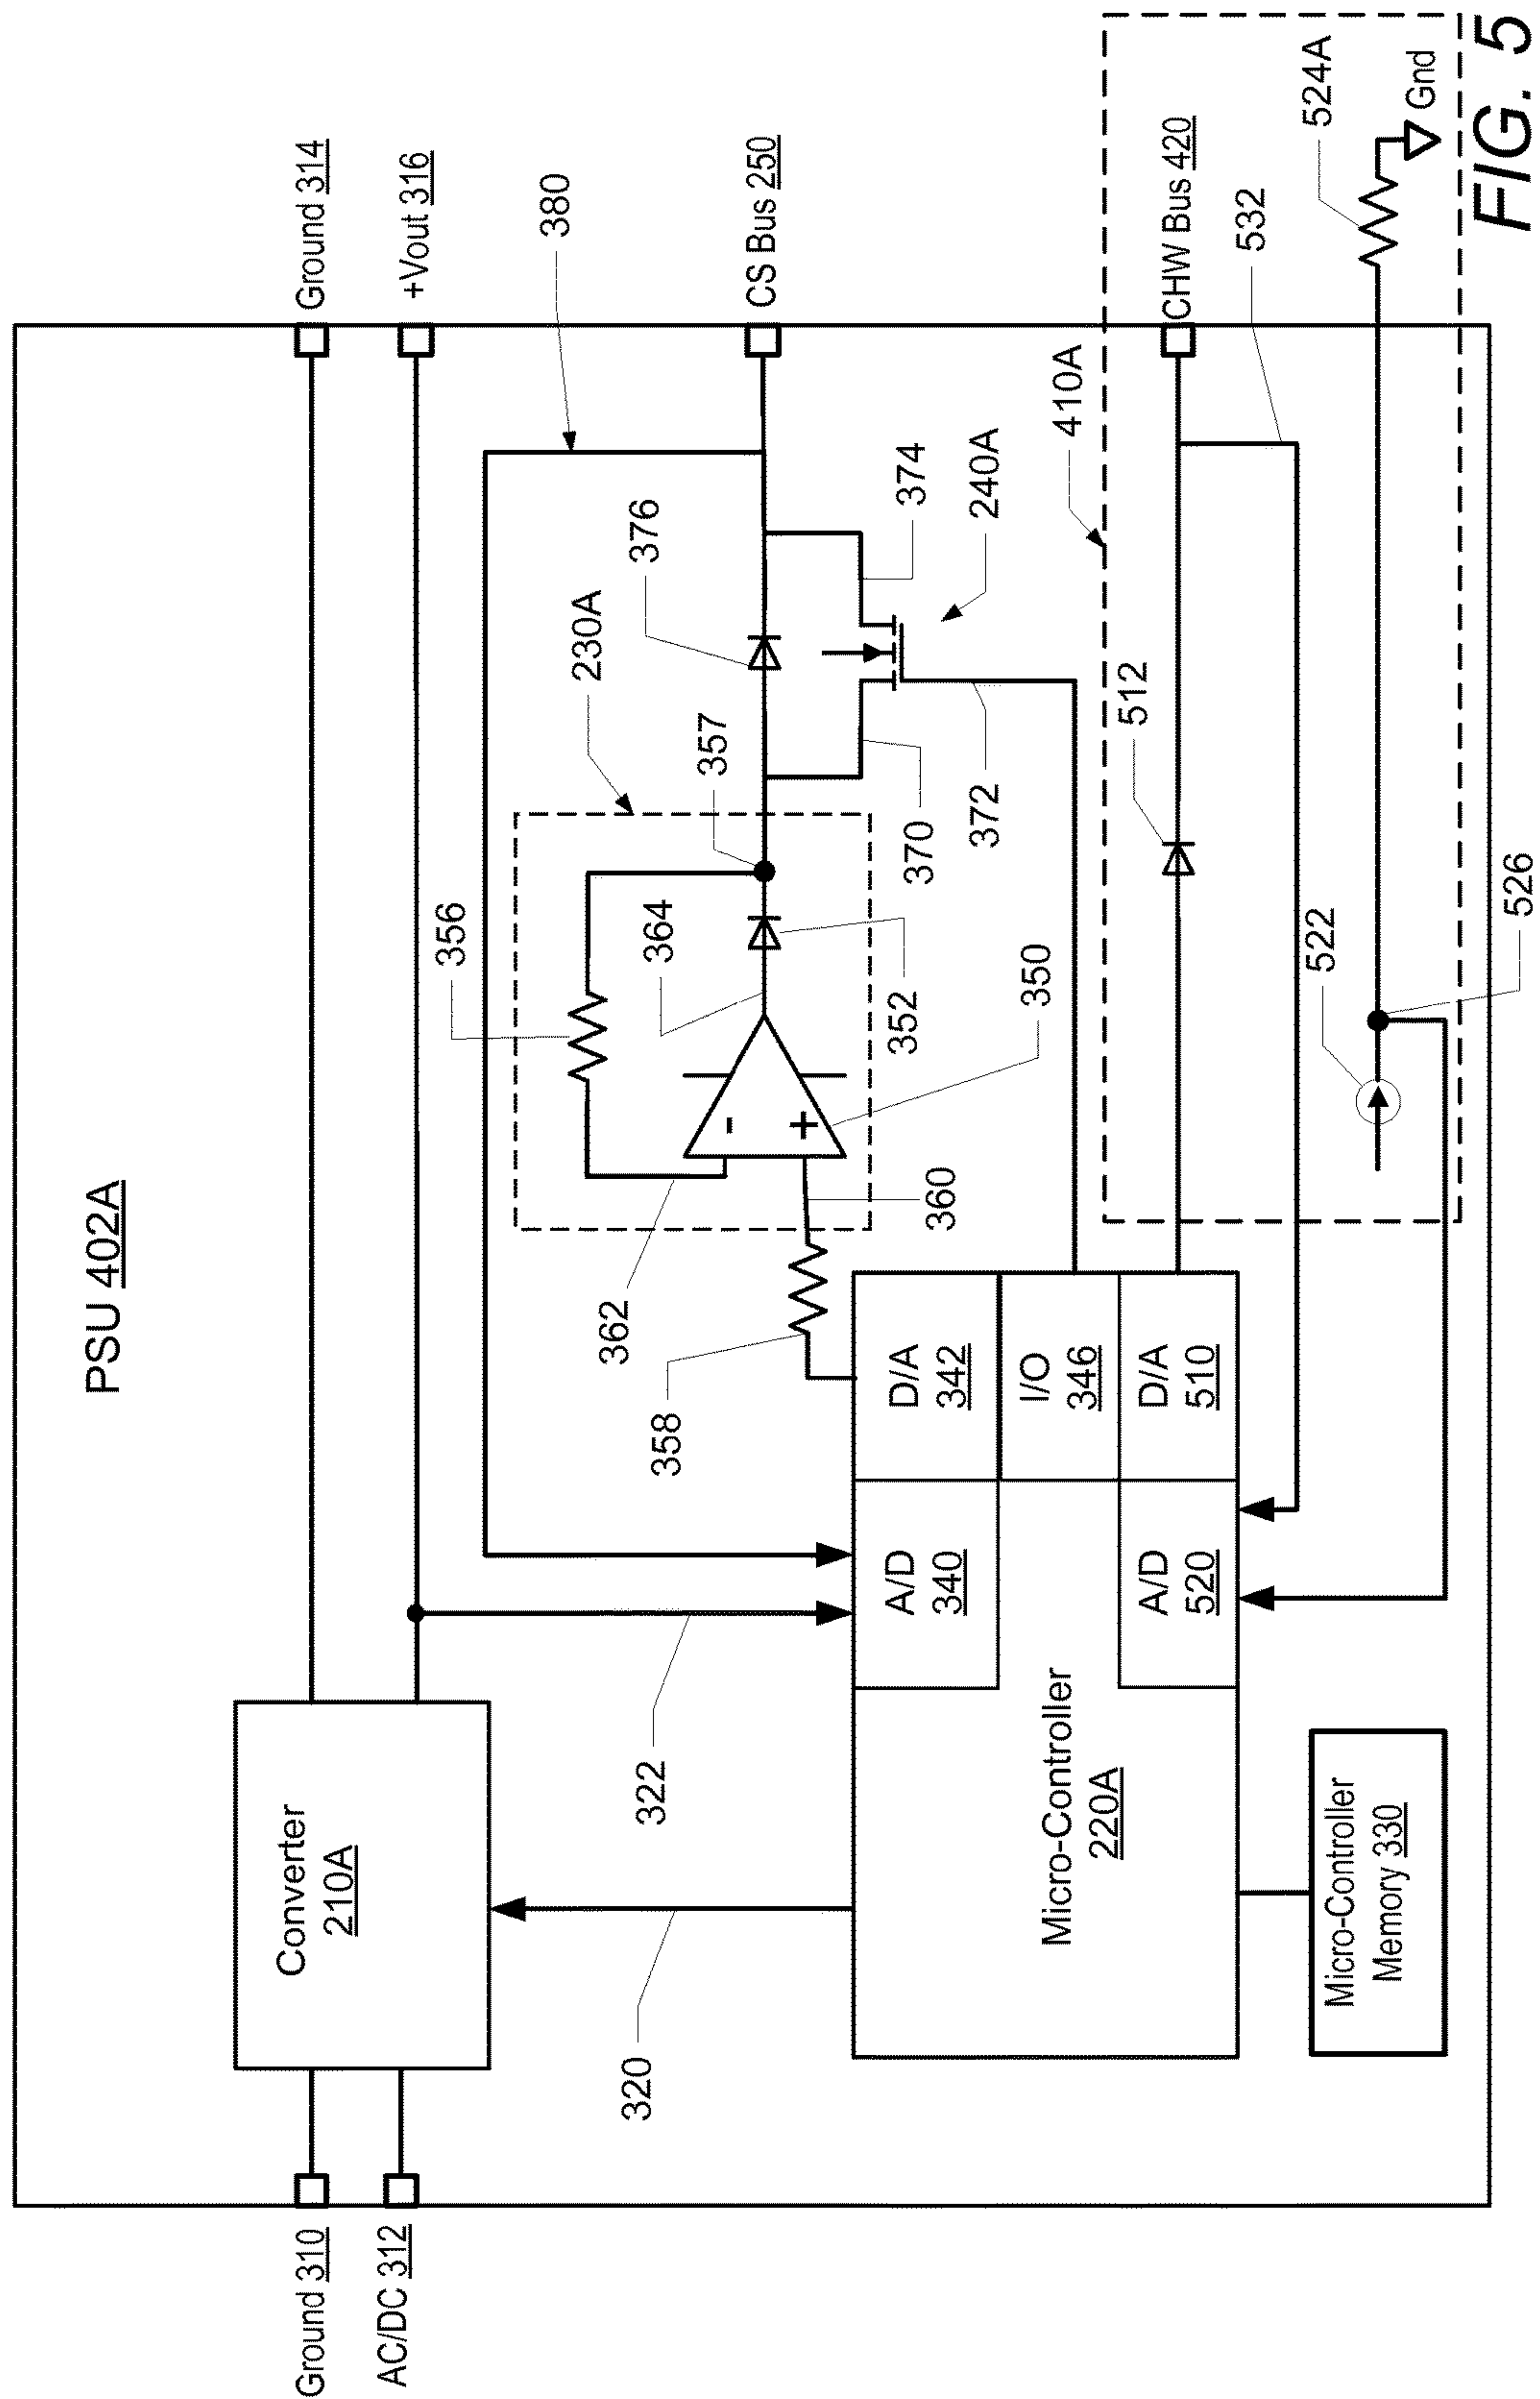 PSU 402A
Ground 310
AC/DC 312
Converter
210A
Ground 314
+Vout 316
320
322
380
CS Bus 250
356
230A
357
376
364
362
352
350
360
358
370
372
374
240A
A/D
340
D/A
342
I/O
346
A/D
520
D/A
510
Micro-Controller
220A
Micro-Controller
Memory 330
410A
512
CHW Bus 420
532
522
526
524A
Gnd
-
+
FIG. 5